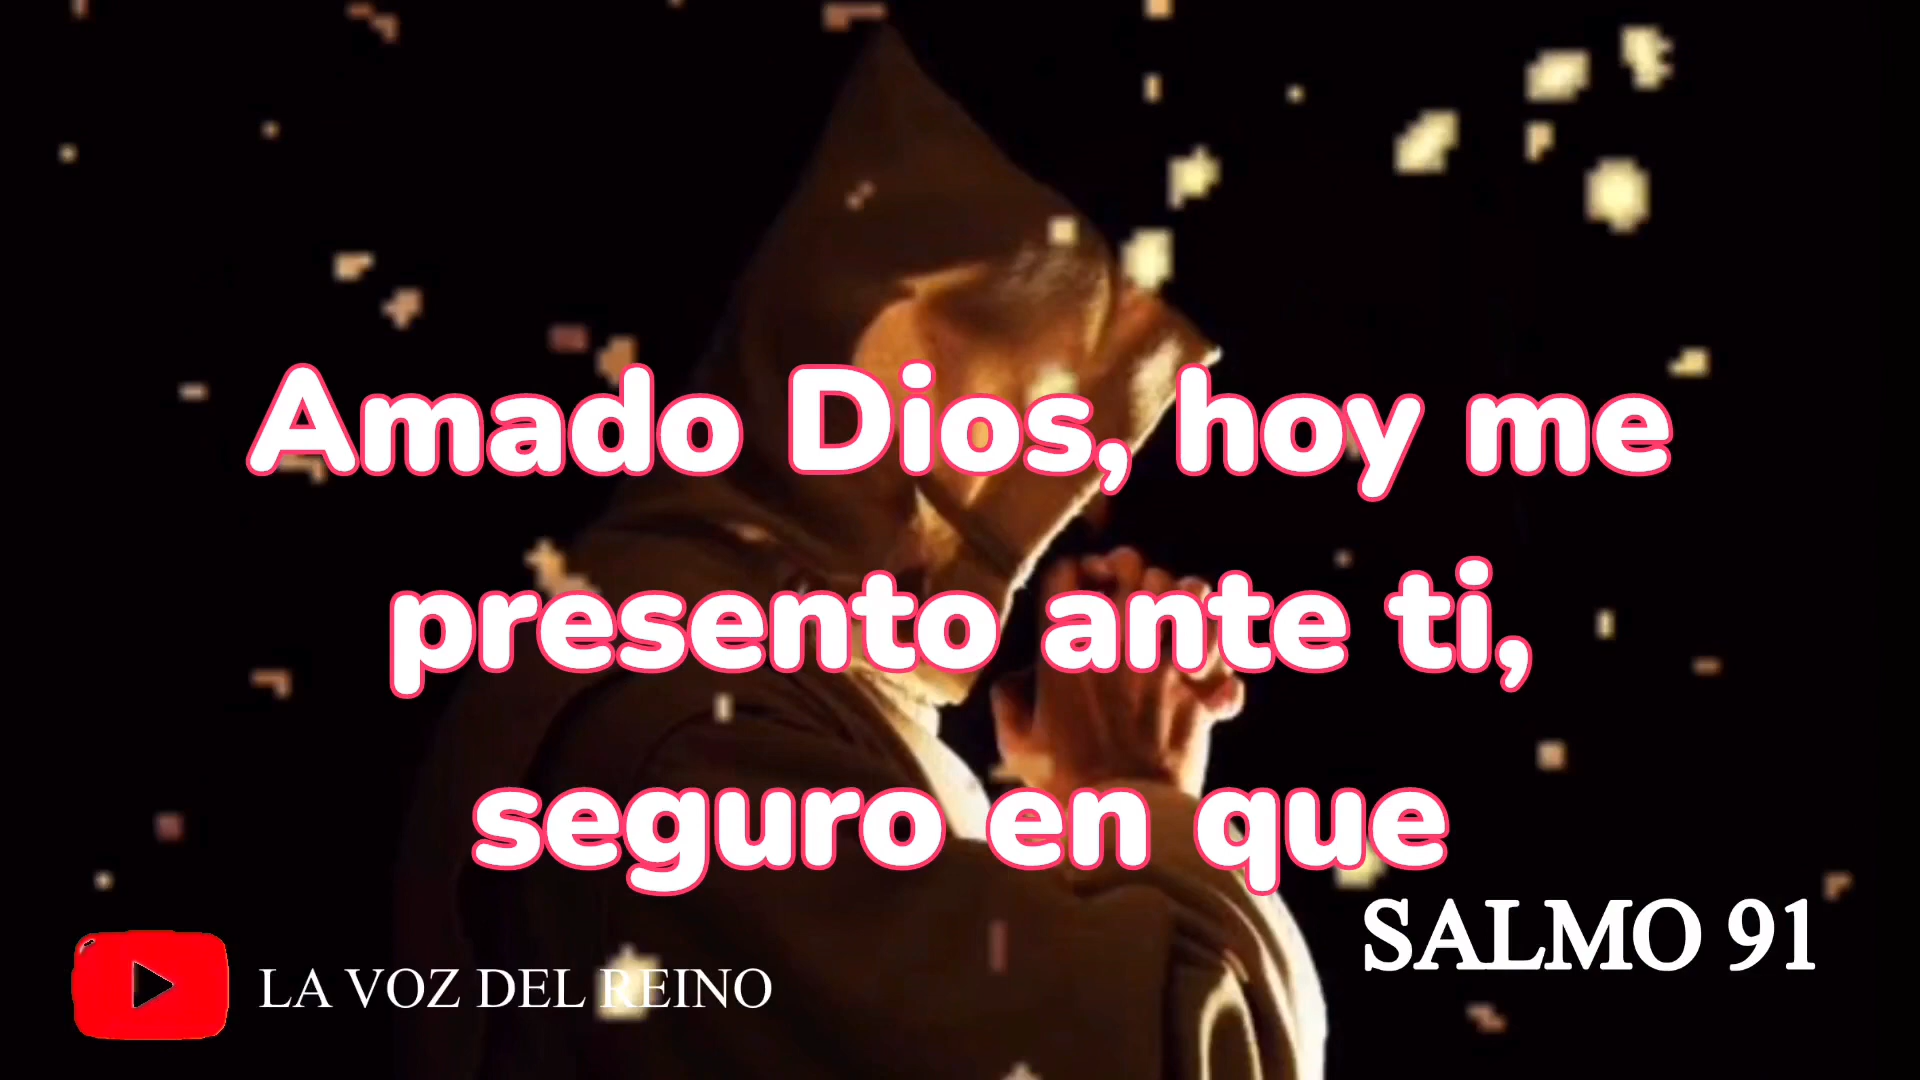 Amado Dios, hoy me
presento ante ti,
seguro en que
SALMO 91
LA VOZ DEL REINO